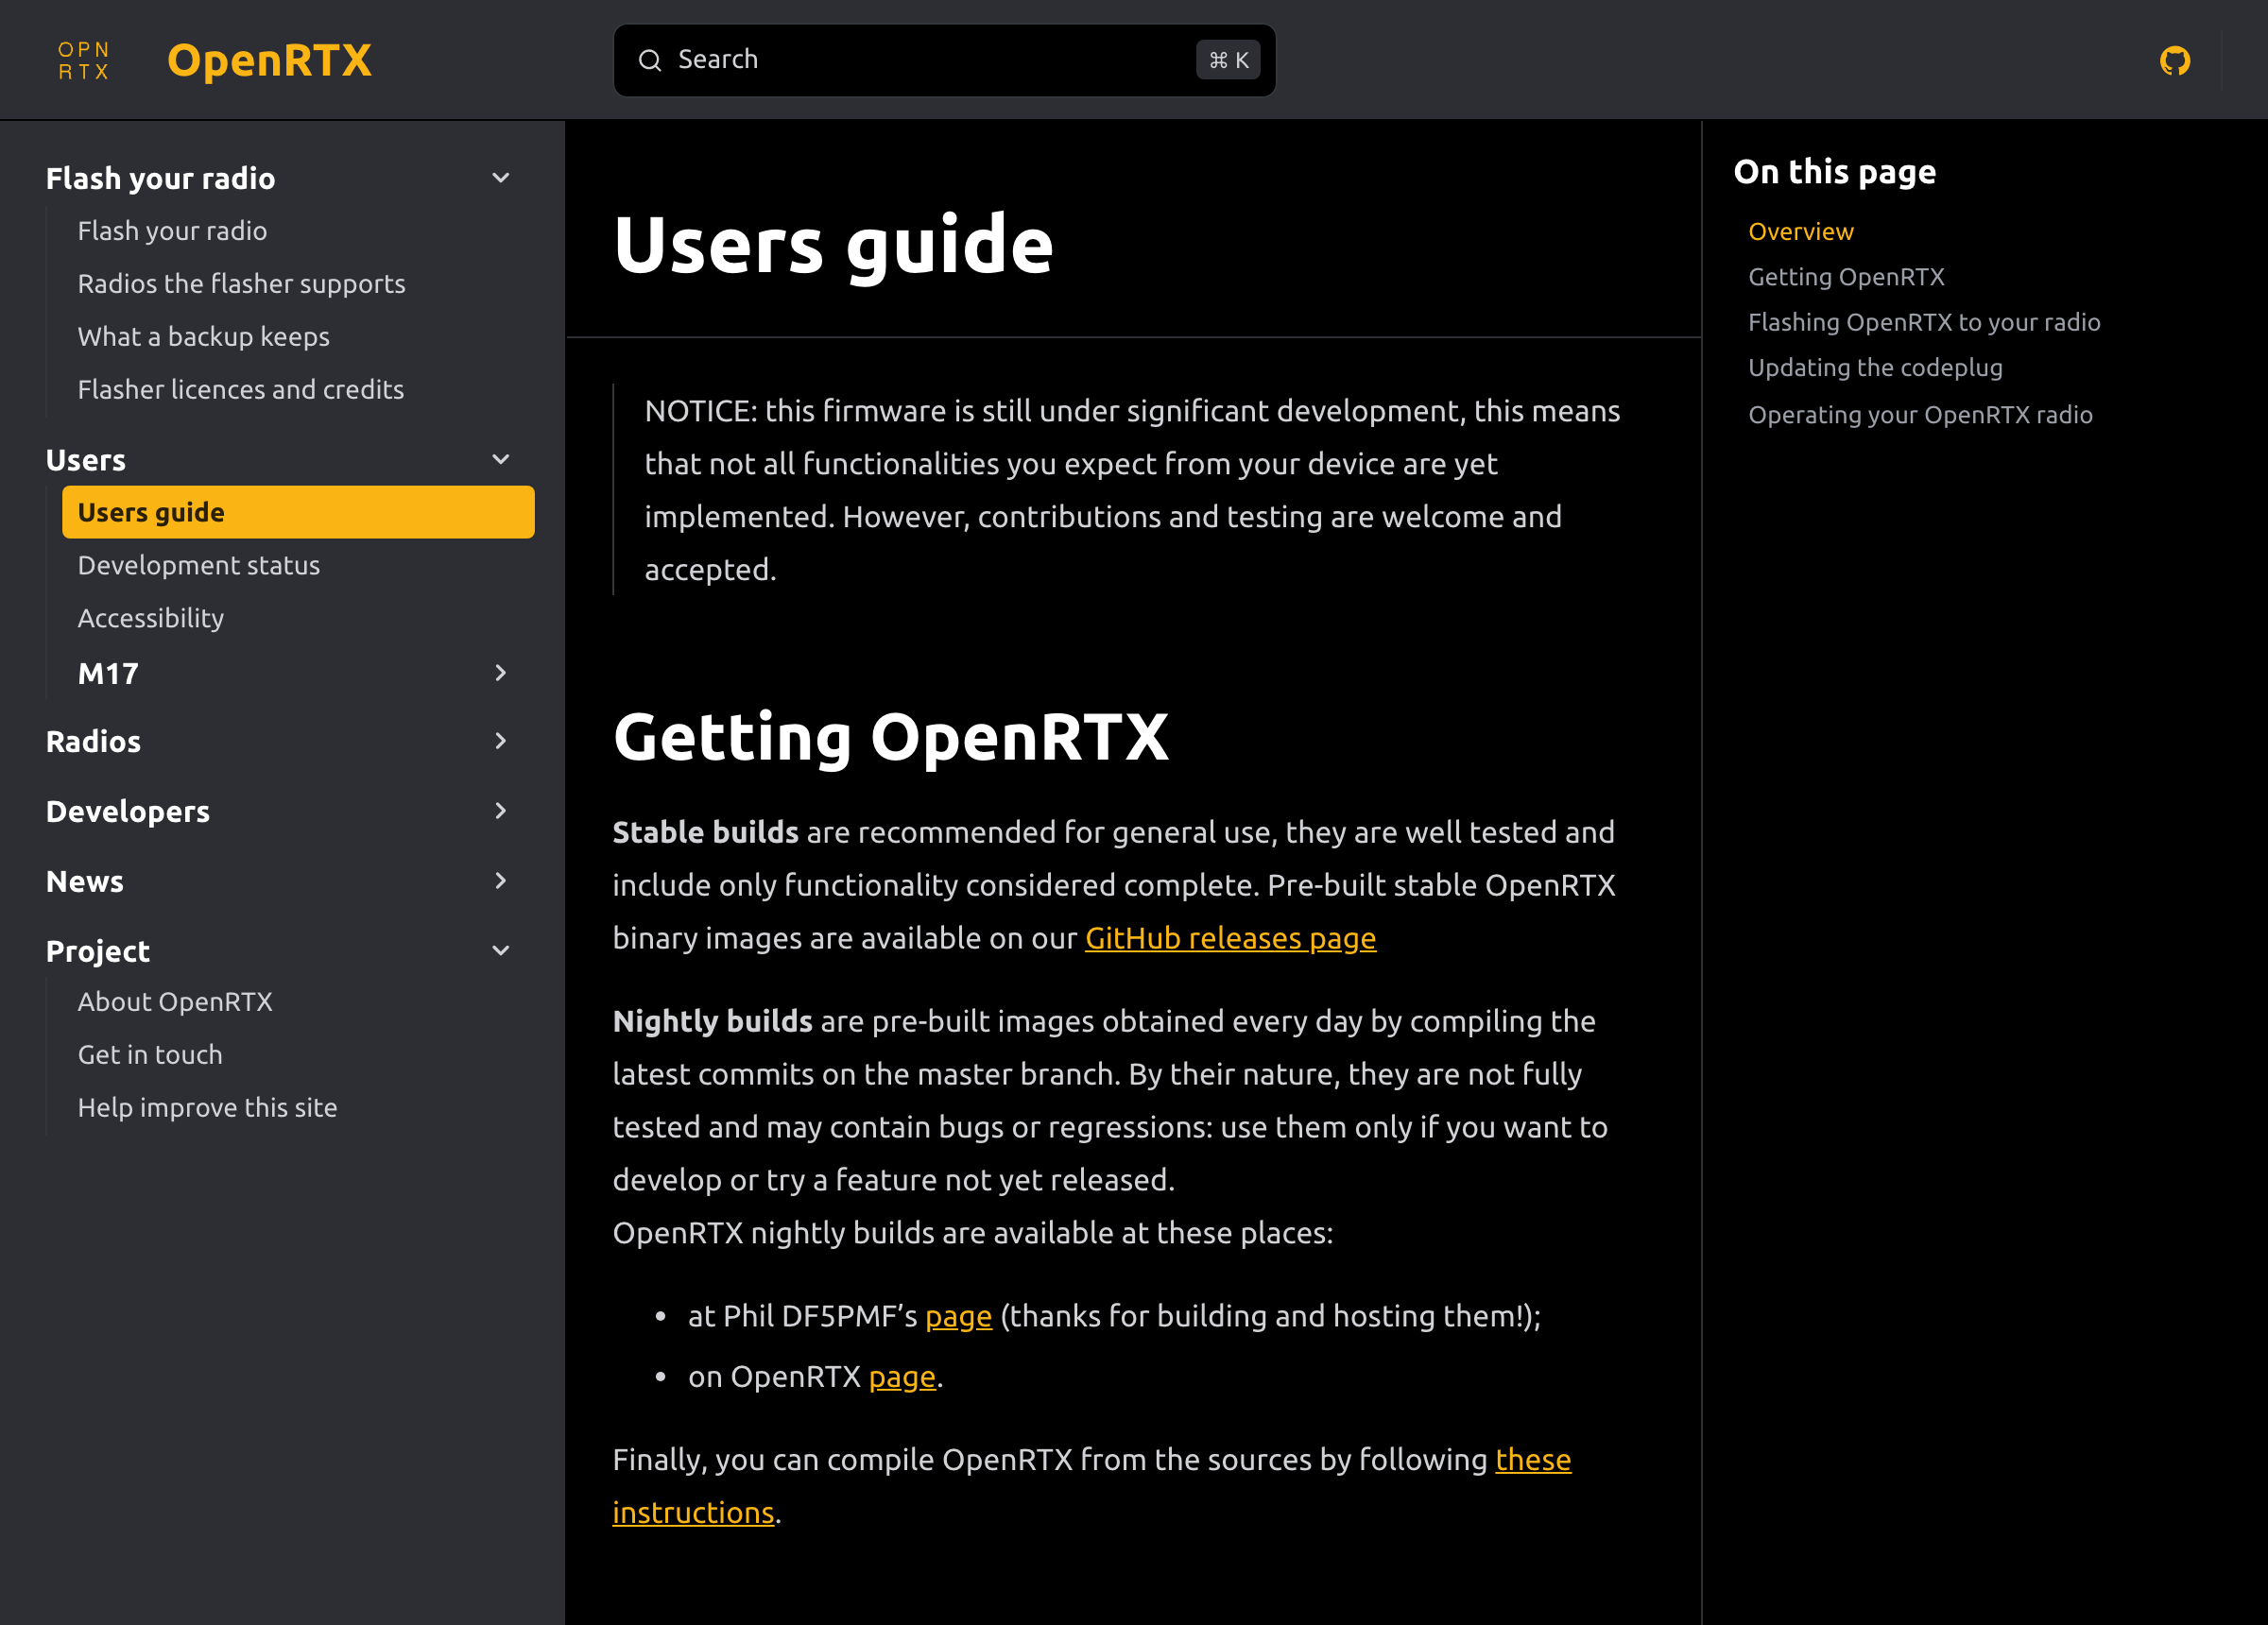 OPN
RTX
OpenRTX
Search
⌘ K
Flash your radio
Flash your radio
Radios the flasher supports
What a backup keeps
Flasher licences and credits
Users
Users guide
Development status
Accessibility
M17
Radios
Developers
News
Project
About OpenRTX
Get in touch
Help improve this site
Users guide
NOTICE: this firmware is still under significant development, this means
that not all functionalities you expect from your device are yet
implemented. However, contributions and testing are welcome and
accepted.
Getting OpenRTX
Stable builds are recommended for general use, they are well tested and
include only functionality considered complete. Pre-built stable OpenRTX
binary images are available on our GitHub releases page
Nightly builds are pre-built images obtained every day by compiling the
latest commits on the master branch. By their nature, they are not fully
tested and may contain bugs or regressions: use them only if you want to
develop or try a feature not yet released.
OpenRTX nightly builds are available at these places:
• at Phil DF5PMF’s page (thanks for building and hosting them!);
• on OpenRTX page.
Finally, you can compile OpenRTX from the sources by following these
instructions.
On this page
Overview
Getting OpenRTX
Flashing OpenRTX to your radio
Updating the codeplug
Operating your OpenRTX radio